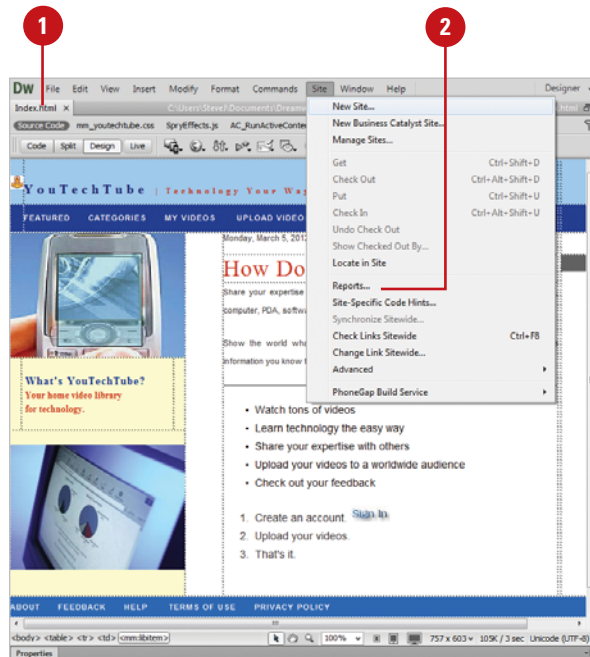 1
2
DW File Edit View Insert Modify Format Commands Site Window Help Designer
Index.html ×
Source Code mm_youtechtube.css SpryEffects.js
Code Split Design Live
New Site...
New Business Catalyst Site...
Manage Sites...
Get Ctrl+Shift+D
Check Out Ctrl+Alt+Shift+D
Put Ctrl+Shift+U
Check In Ctrl+Alt+Shift+U
Undo Check Out
Show Checked Out By...
Locate in Site
Reports...
Site-Specific Code Hints...
Synchronize Sitewide...
Check Links Sitewide Ctrl+F8
Change Link Sitewide...
Advanced
PhoneGap Build Service
YouTechTube | Technology Your Way
FEATURED CATEGORIES MY VIDEOS UPLOAD VIDEO
Monday, March 5, 201
How Do
Share your expertise
computer, PDA, softw
Show the world
information you know
What's YouTechTube?
Your home video library
for technology.
• Watch tons of videos
• Learn technology the easy way
• Share your expertise with others
• Upload your videos to a worldwide audience
• Check out your feedback
1. Create an account. Sign In
2. Upload your videos.
3. That's it.
ABOUT FEEDBACK HELP TERMS OF USE PRIVACY POLICY
<body> <table> <tr> <td> <mm:libitem> 100% 757 x 603 105K / 3 sec Unicode (UTF-8)
Properties